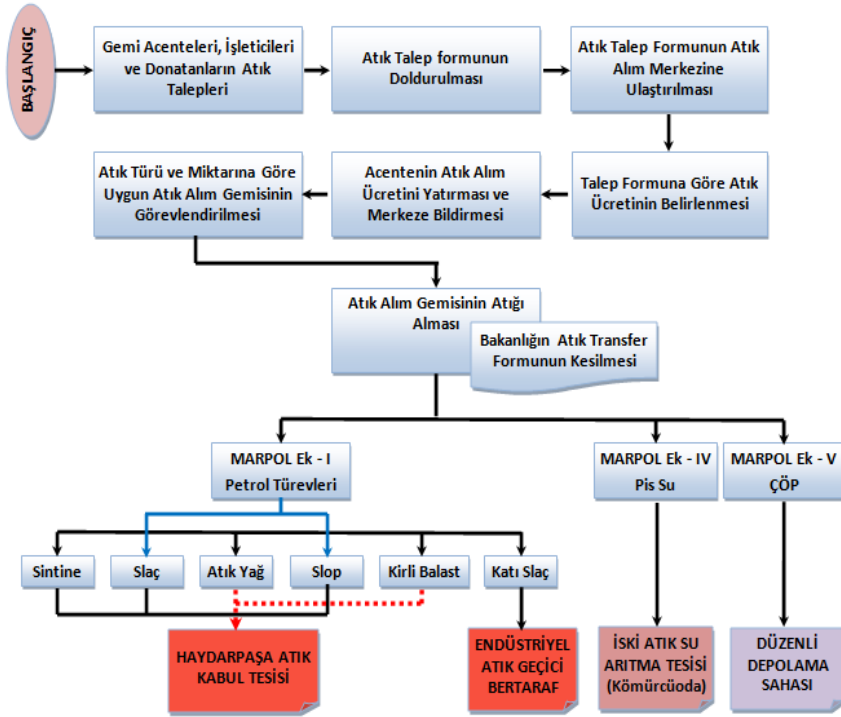 BAŞLANGIÇ
Gemi Acenteleri, İşleticileri
ve Donatanların Atık
Talepleri
Atık Talep formunun
Doldurulması
Atık Talep Formunun Atık
Alım Merkezine
Ulaştırılması
Atık Türü ve Miktarına Göre
Uygun Atık Alım Gemisinin
Görevlendirilmesi
Acentenin Atık Alım
Ücretini Yatırması ve
Merkeze Bildirmesi
Talep Formuna Göre Atık
Ücretinin Belirlenmesi
Atık Alım Gemisinin Atığı
Alması
Bakanlığın Atık Transfer
Formunun Kesilmesi
MARPOL Ek - I
Petrol Türevleri
MARPOL Ek - IV
Pis Su
MARPOL Ek - V
ÇÖP
Sintine
Slaç
Atık Yağ
Slop
Kirli Balast
Katı Slaç
HAYDARPAŞA ATIK
KABUL TESİSİ
ENDÜSTRİYEL
ATIK GEÇİCİ
BERTARAF
İSKİ ATIK SU
ARITMA TESİSİ
(Kömürcüoda)
DÜZENLİ
DEPOLAMA
SAHASI